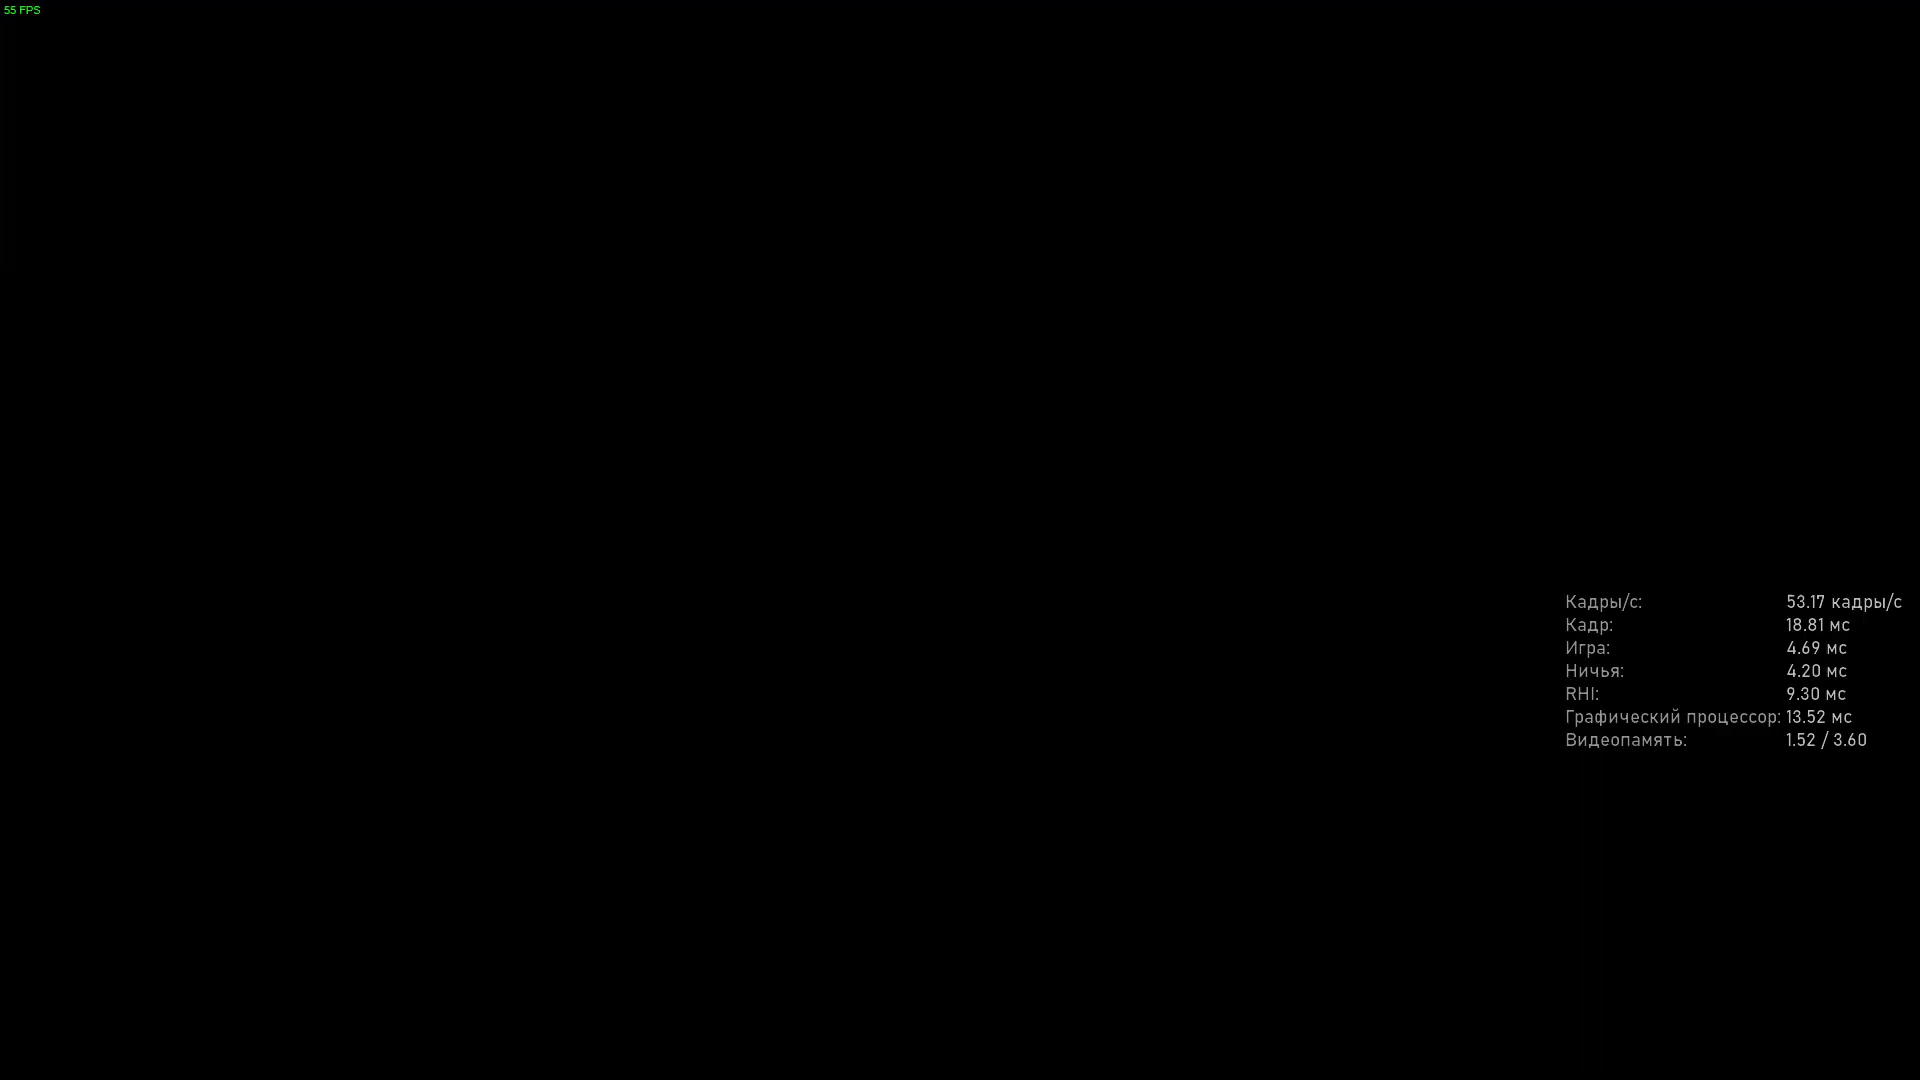 55 FPS
Кадры/с: 53.17 кадры/с
Кадр: 18.81 мс
Игра: 4.69 мс
Ничья: 4.20 мс
RHI: 9.30 мс
Графический процессор: 13.52 мс
Видеопамять: 1.52 / 3.60